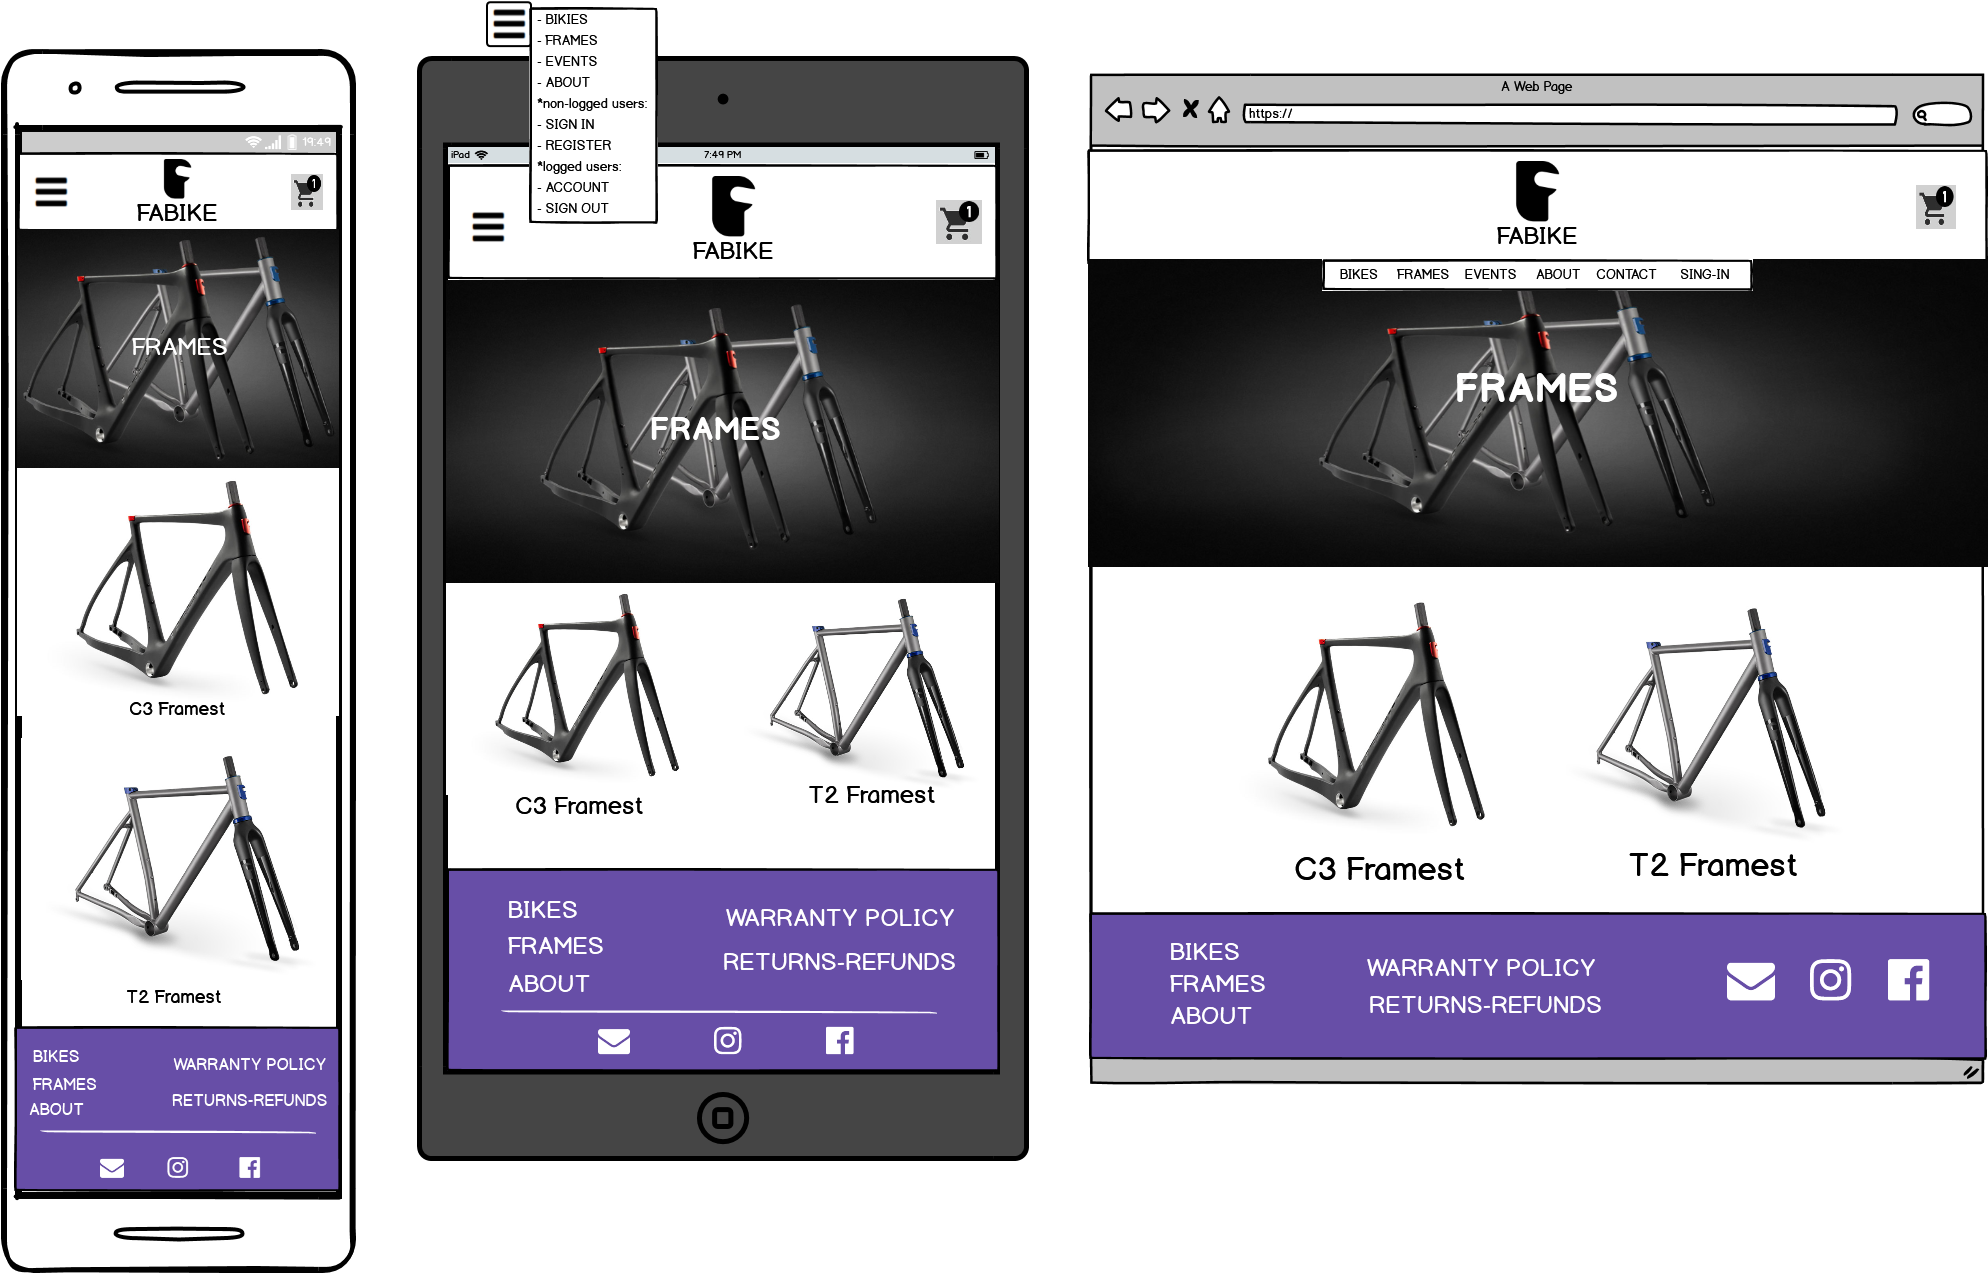 19:49
FABIKE
1
FRAMES
C3 Framest
T2 Framest
BIKES
FRAMES
ABOUT
WARRANTY POLICY
RETURNS-REFUNDS
- BIKIES
- FRAMES
- EVENTS
- ABOUT
*non-logged users:
- SIGN IN
- REGISTER
*logged users:
- ACCOUNT
- SIGN OUT
iPad
7:49 PM
FABIKE
1
FRAMES
C3 Framest
T2 Framest
BIKES
FRAMES
ABOUT
WARRANTY POLICY
RETURNS-REFUNDS
A Web Page
https://
FABIKE
1
BIKES FRAMES EVENTS ABOUT CONTACT SING-IN
FRAMES
C3 Framest
T2 Framest
BIKES
FRAMES
ABOUT
WARRANTY POLICY
RETURNS-REFUNDS